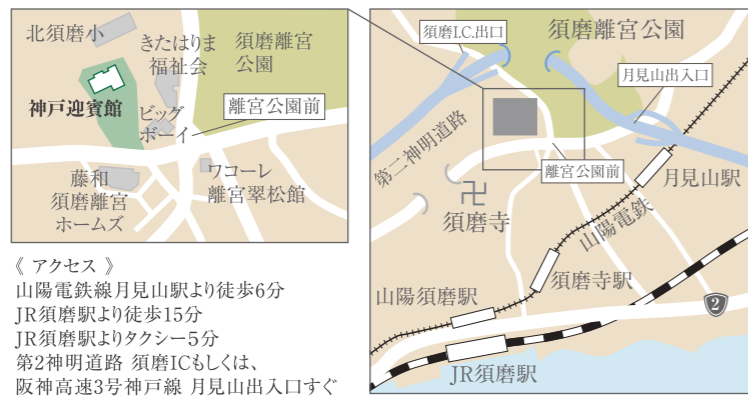 北須磨小
きたはりま
福祉会
須磨離宮
公園
神戸迎賓館
ビッグ
ボーイ
離宮公園前
藤和
須磨離宮
ホームズ
ワコーレ
離宮翠松館
《 アクセス 》
山陽電鉄線月見山駅より徒歩6分
JR須磨駅より徒歩15分
JR須磨駅よりタクシー5分
第2神明道路 須磨ICもしくは、
阪神高速3号神戸線 月見山出入口すぐ
須磨I.C.出口
須磨離宮公園
月見山出入口
第二神明道路
離宮公園前
月見山駅
卍
須磨寺
山陽電鉄
須磨寺駅
山陽須磨駅
2
JR須磨駅